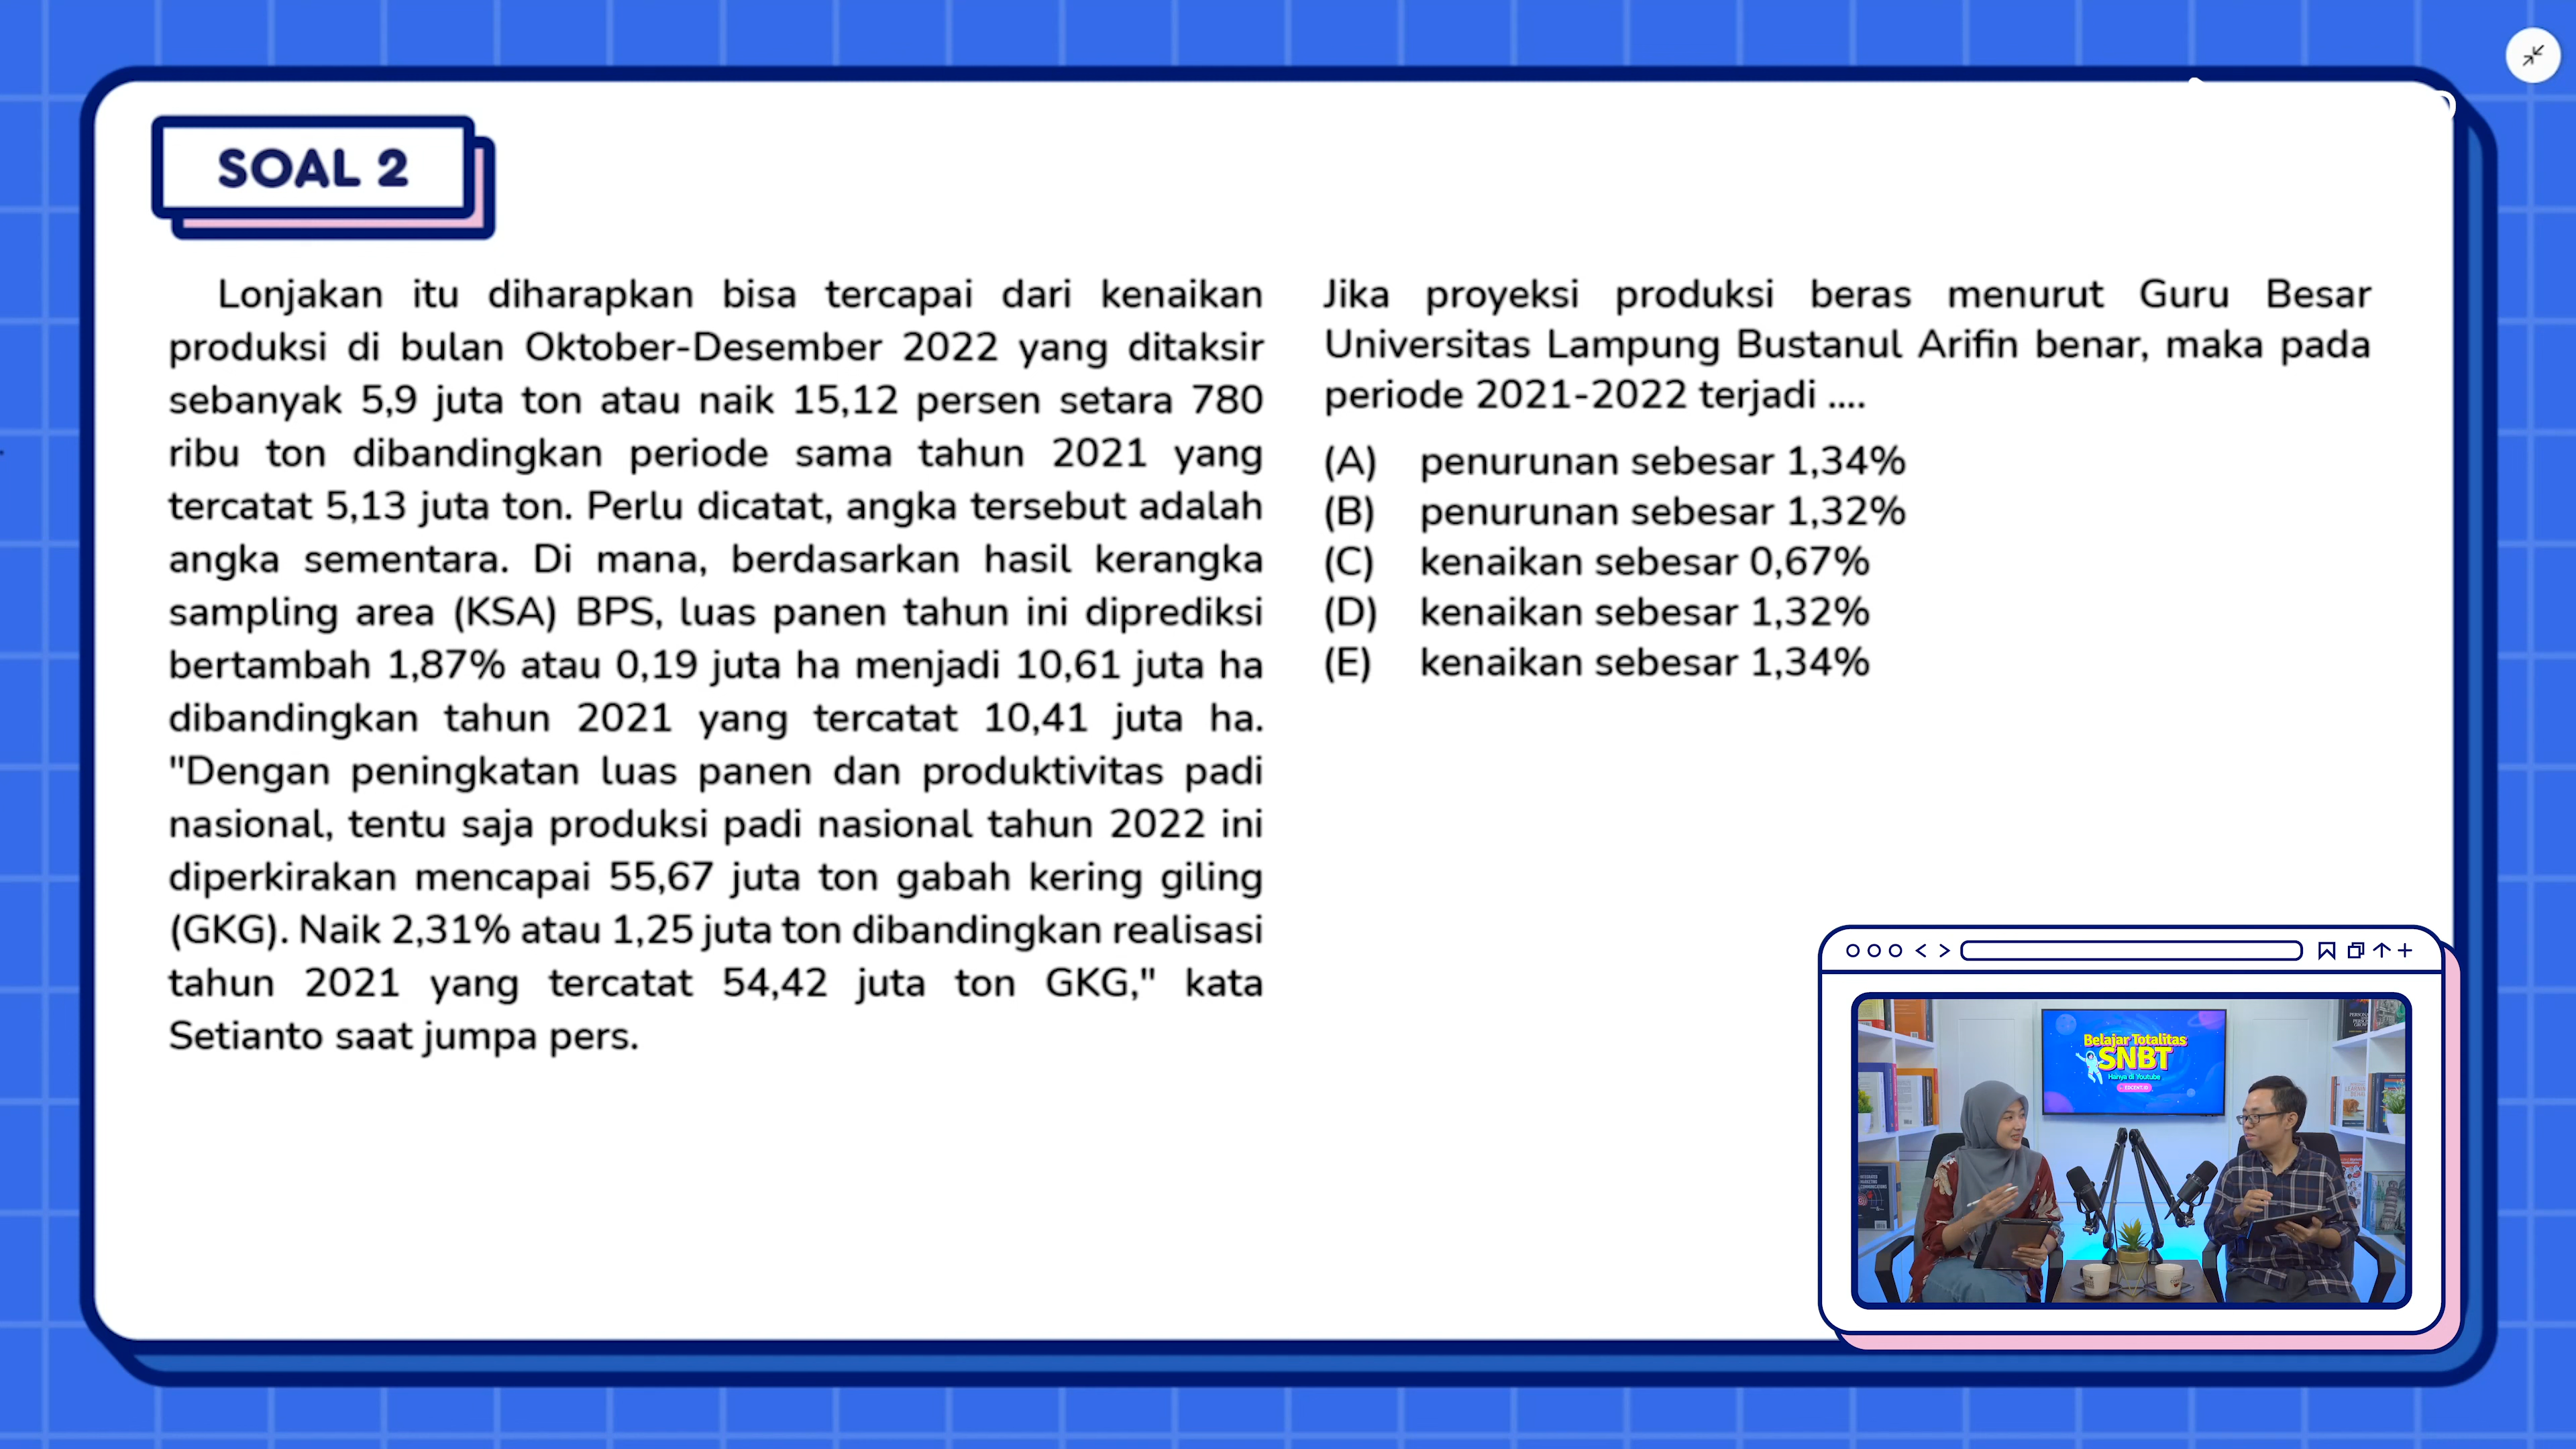 SOAL 2
Lonjakan itu diharapkan bisa tercapai dari kenaikan
produksi di bulan Oktober-Desember 2022 yang ditaksir
sebanyak 5,9 juta ton atau naik 15,12 persen setara 780
ribu ton dibandingkan periode sama tahun 2021 yang
tercatat 5,13 juta ton. Perlu dicatat, angka tersebut adalah
angka sementara. Di mana, berdasarkan hasil kerangka
sampling area (KSA) BPS, luas panen tahun ini diprediksi
bertambah 1,87% atau 0,19 juta ha menjadi 10,61 juta ha
dibandingkan tahun 2021 yang tercatat 10,41 juta ha.
"Dengan peningkatan luas panen dan produktivitas padi
nasional, tentu saja produksi padi nasional tahun 2022 ini
diperkirakan mencapai 55,67 juta ton gabah kering giling
(GKG). Naik 2,31% atau 1,25 juta ton dibandingkan realisasi
tahun 2021 yang tercatat 54,42 juta ton GKG," kata
Setianto saat jumpa pers.
Jika proyeksi produksi beras menurut Guru Besar
Universitas Lampung Bustanul Arifin benar, maka pada
periode 2021-2022 terjadi ....
(A) penurunan sebesar 1,34%
(B) penurunan sebesar 1,32%
(C) kenaikan sebesar 0,67%
(D) kenaikan sebesar 1,32%
(E) kenaikan sebesar 1,34%
Belajar Totalitas
SNBT
Hanya di Youtube